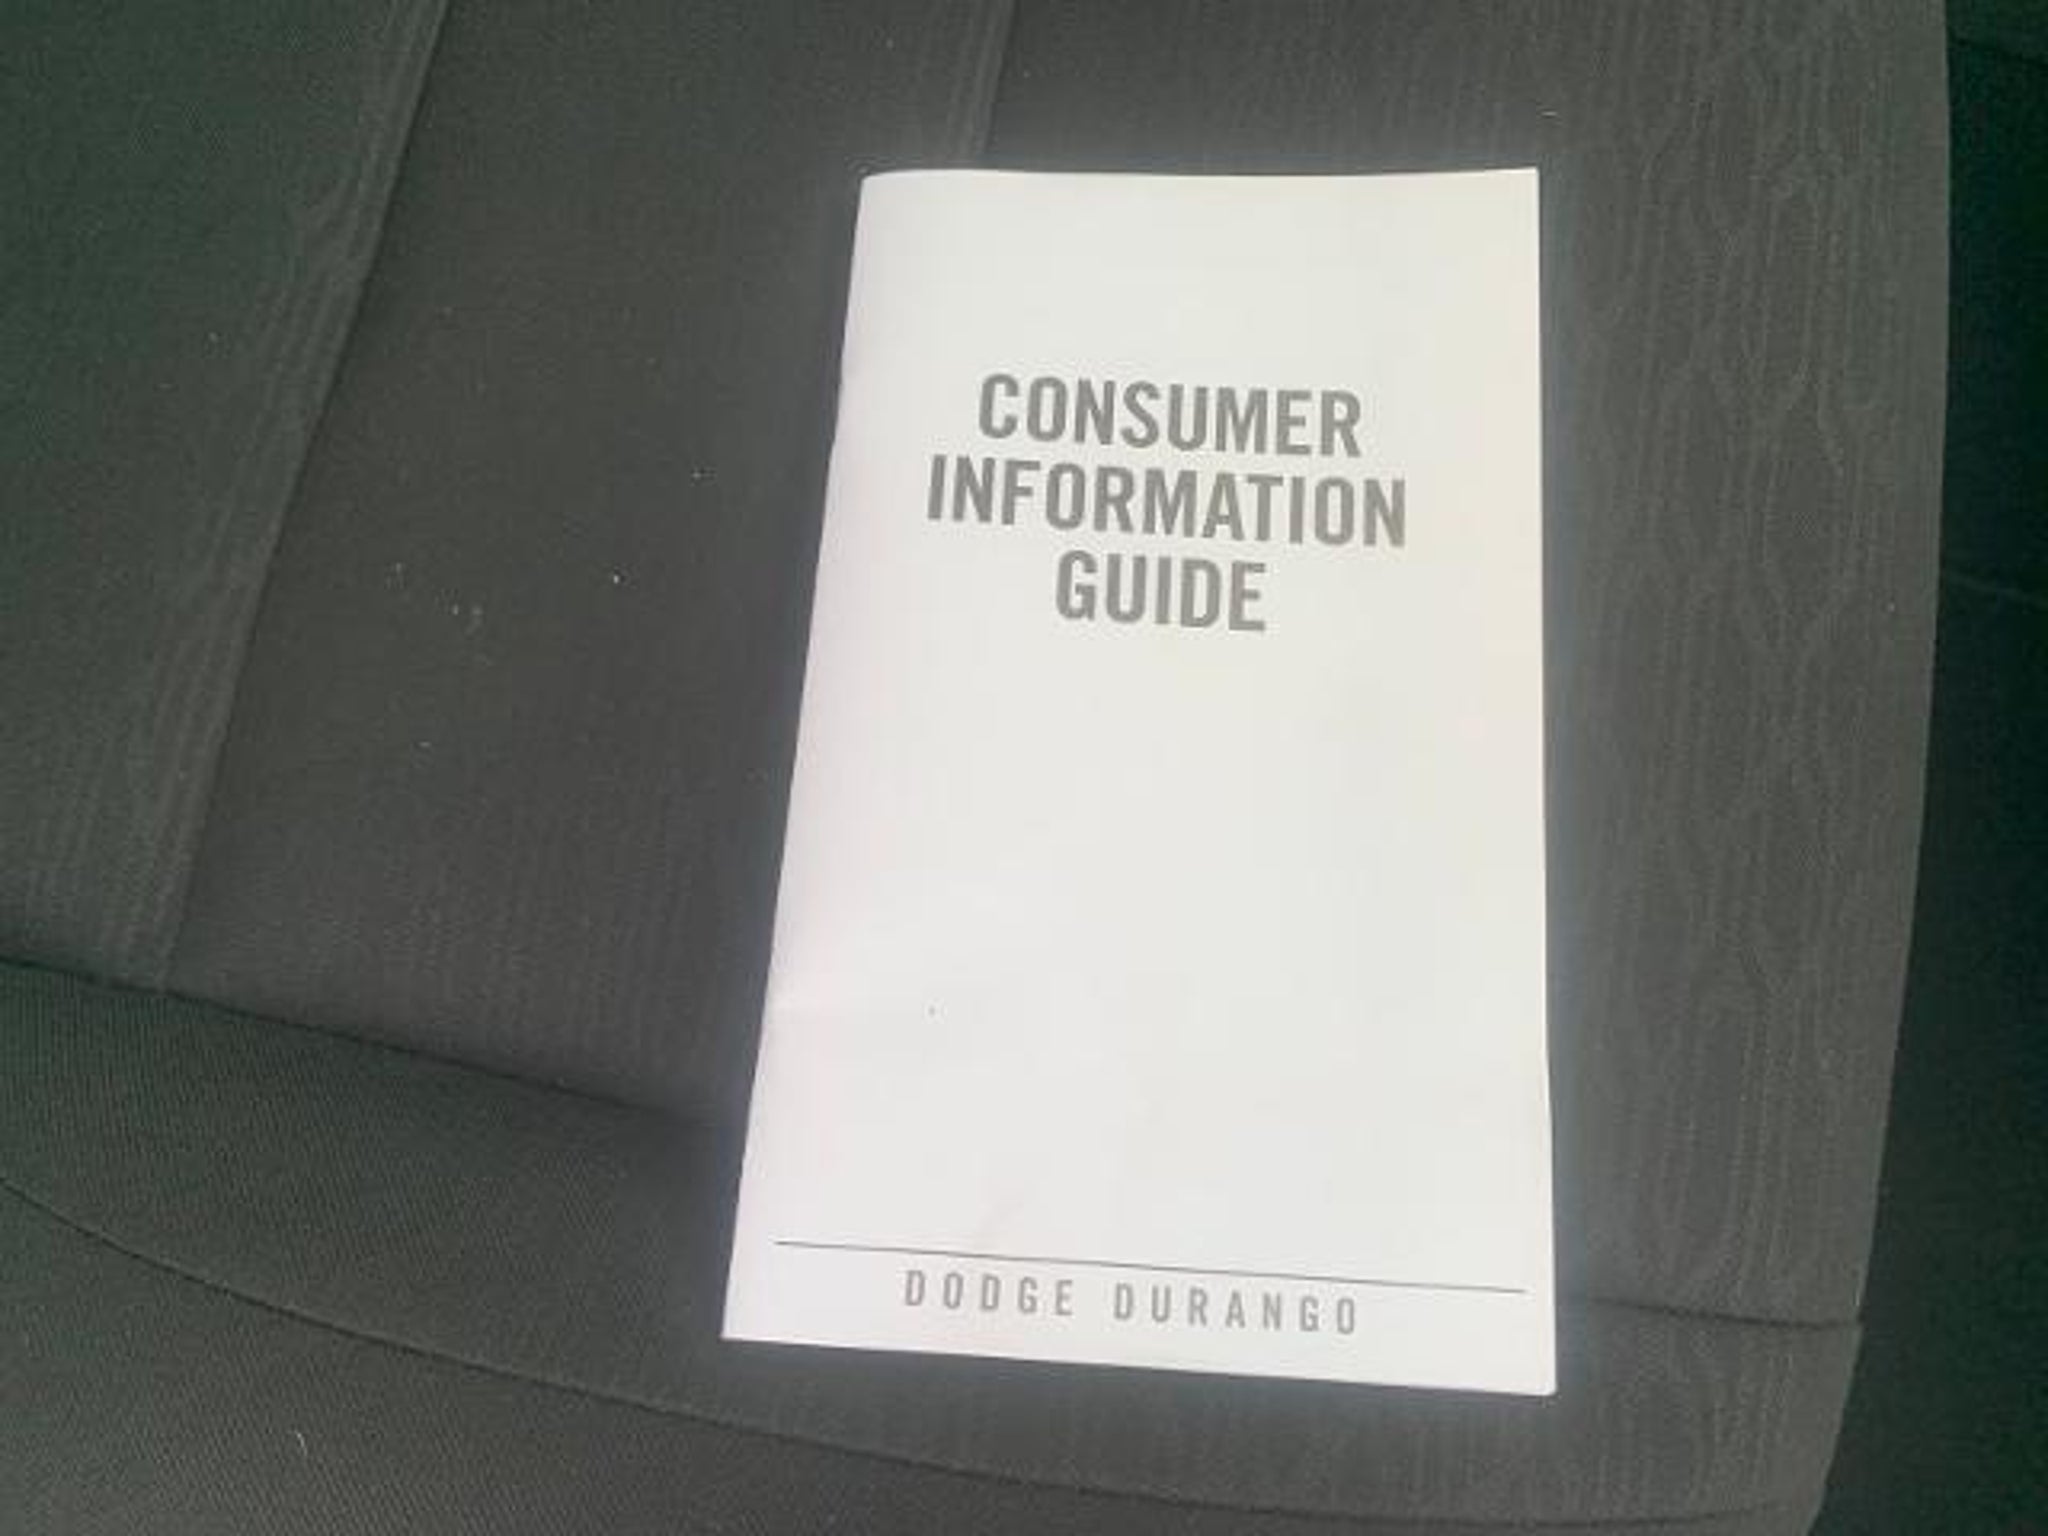 CONSUMER
INFORMATION
GUIDE
DODGE DURANGO